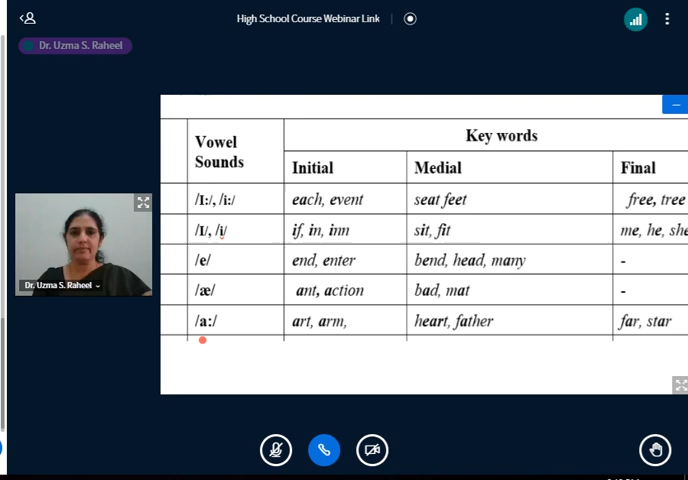 High School Course Webinar Link
Dr. Uzma S. Raheel
Vowel Sounds
Key words
Initial
Medial
Final
/I:/, /i:/
each, event
seat feet
free, tree
/I/, /i/
if, in, inn
sit, fit
me, he, she
/e/
end, enter
bend, head, many
-
/æ/
ant, action
bad, mat
-
/a:/
art, arm,
heart, father
far, star
Dr. Uzma S. Raheel